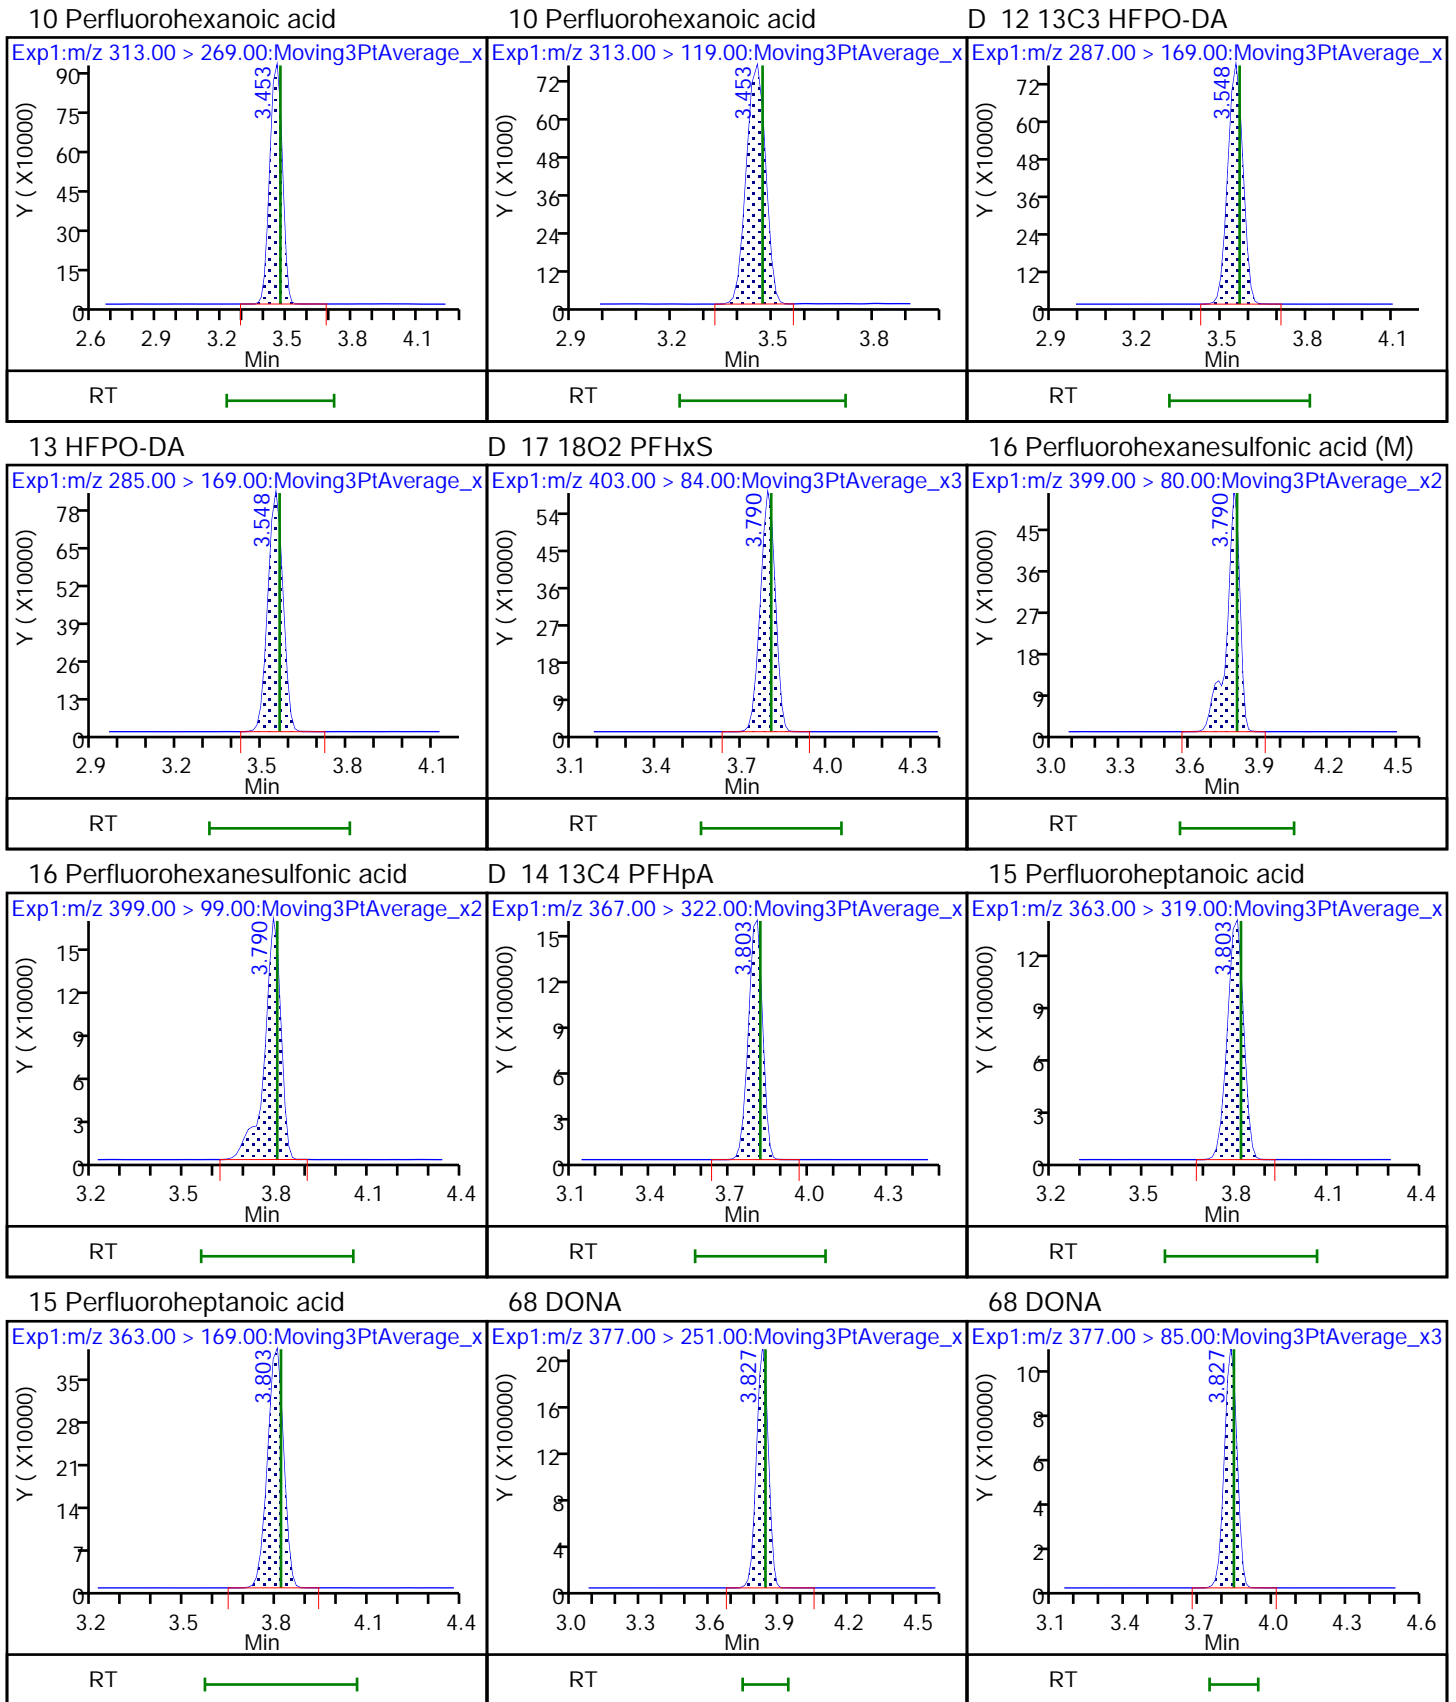 10 Perfluorohexanoic acid
Exp1:m/z 313.00 > 269.00:Moving3PtAverage_x
Y ( X10000)
90
75
60
45
30
15
0
3.453
2.6 2.9 3.2 3.5 3.8 4.1
Min
RT
10 Perfluorohexanoic acid
Exp1:m/z 313.00 > 119.00:Moving3PtAverage_x
Y ( X1000)
72
60
48
36
24
12
0
3.453
2.9 3.2 3.5 3.8
Min
RT
D 12 13C3 HFPO-DA
Exp1:m/z 287.00 > 169.00:Moving3PtAverage_x
Y ( X10000)
72
60
48
36
24
12
0
3.548
2.9 3.2 3.5 3.8 4.1
Min
RT
13 HFPO-DA
Exp1:m/z 285.00 > 169.00:Moving3PtAverage_x
Y ( X10000)
78
65
52
39
26
13
0
3.548
2.9 3.2 3.5 3.8 4.1
Min
RT
D 17 18O2 PFHxS
Exp1:m/z 403.00 > 84.00:Moving3PtAverage_x3
Y ( X10000)
54
45
36
27
18
9
0
3.790
3.1 3.4 3.7 4.0 4.3
Min
RT
16 Perfluorohexanesulfonic acid (M)
Exp1:m/z 399.00 > 80.00:Moving3PtAverage_x2
Y ( X10000)
45
36
27
18
9
0
3.790
3.0 3.3 3.6 3.9 4.2 4.5
Min
RT
16 Perfluorohexanesulfonic acid
Exp1:m/z 399.00 > 99.00:Moving3PtAverage_x2
Y ( X10000)
15
12
9
6
3
0
3.790
3.2 3.5 3.8 4.1 4.4
Min
RT
D 14 13C4 PFHpA
Exp1:m/z 367.00 > 322.00:Moving3PtAverage_x
Y ( X100000)
15
12
9
6
3
0
3.803
3.1 3.4 3.7 4.0 4.3
Min
RT
15 Perfluoroheptanoic acid
Exp1:m/z 363.00 > 319.00:Moving3PtAverage_x
Y ( X100000)
12
9
6
3
0
3.803
3.2 3.5 3.8 4.1 4.4
Min
RT
15 Perfluoroheptanoic acid
Exp1:m/z 363.00 > 169.00:Moving3PtAverage_x
Y ( X10000)
35
28
21
14
7
0
3.803
3.2 3.5 3.8 4.1 4.4
Min
RT
68 DONA
Exp1:m/z 377.00 > 251.00:Moving3PtAverage_x
Y ( X100000)
20
16
12
8
4
0
3.827
3.0 3.3 3.6 3.9 4.2 4.5
Min
RT
68 DONA
Exp1:m/z 377.00 > 85.00:Moving3PtAverage_x3
Y ( X100000)
10
8
6
4
2
0
3.827
3.1 3.4 3.7 4.0 4.3 4.6
Min
RT